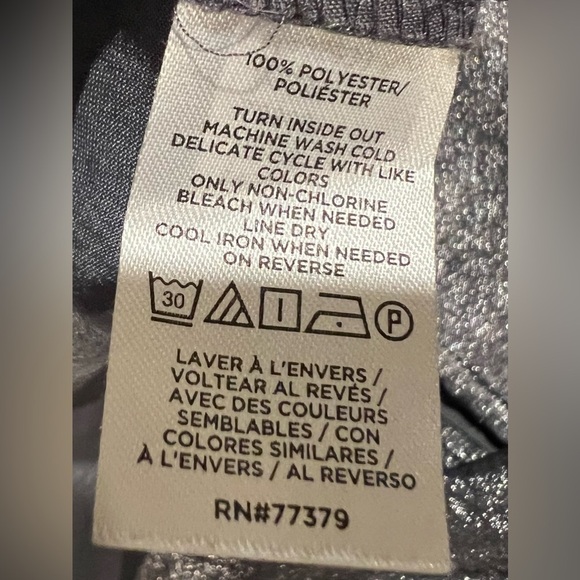 100% POLYESTER/
POLIÉSTER
TURN INSIDE OUT
MACHINE WASH COLD
DELICATE CYCLE WITH LIKE
COLORS
ONLY NON-CHLORINE
BLEACH WHEN NEEDED
LINE DRY
COOL IRON WHEN NEEDED
ON REVERSE
30 P
LAVER À L'ENVERS /
VOLTEAR AL REVÉS /
AVEC DES COULEURS
SEMBLABLES / CON
COLORES SIMILARES /
À L'ENVERS / AL REVERSO
RN#77379